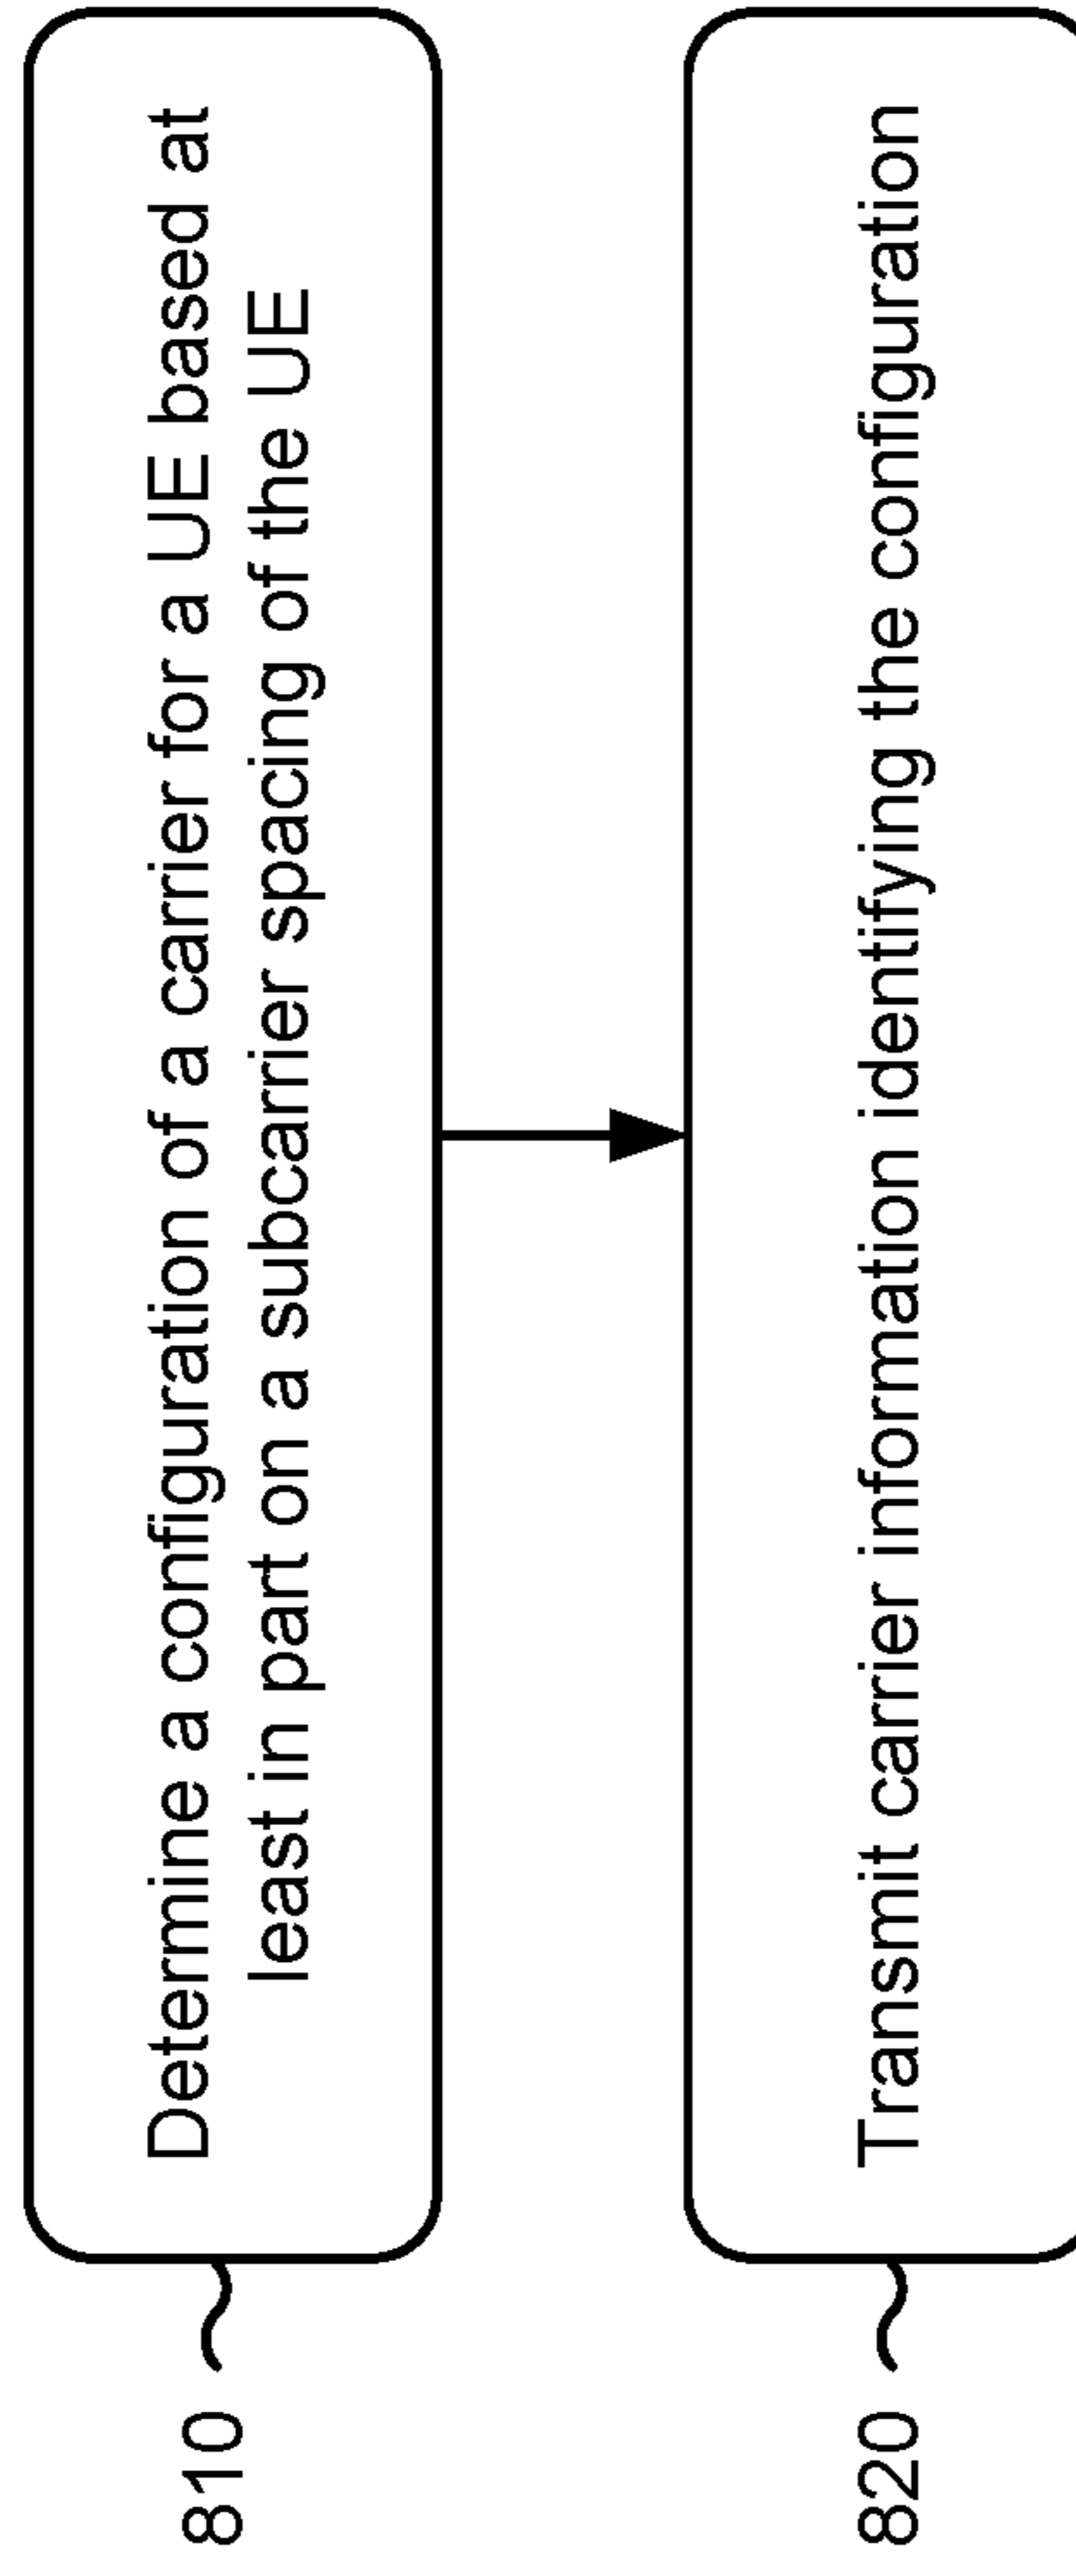 810
Determine a configuration of a carrier for a UE based at
least in part on a subcarrier spacing of the UE
820
Transmit carrier information identifying the configuration